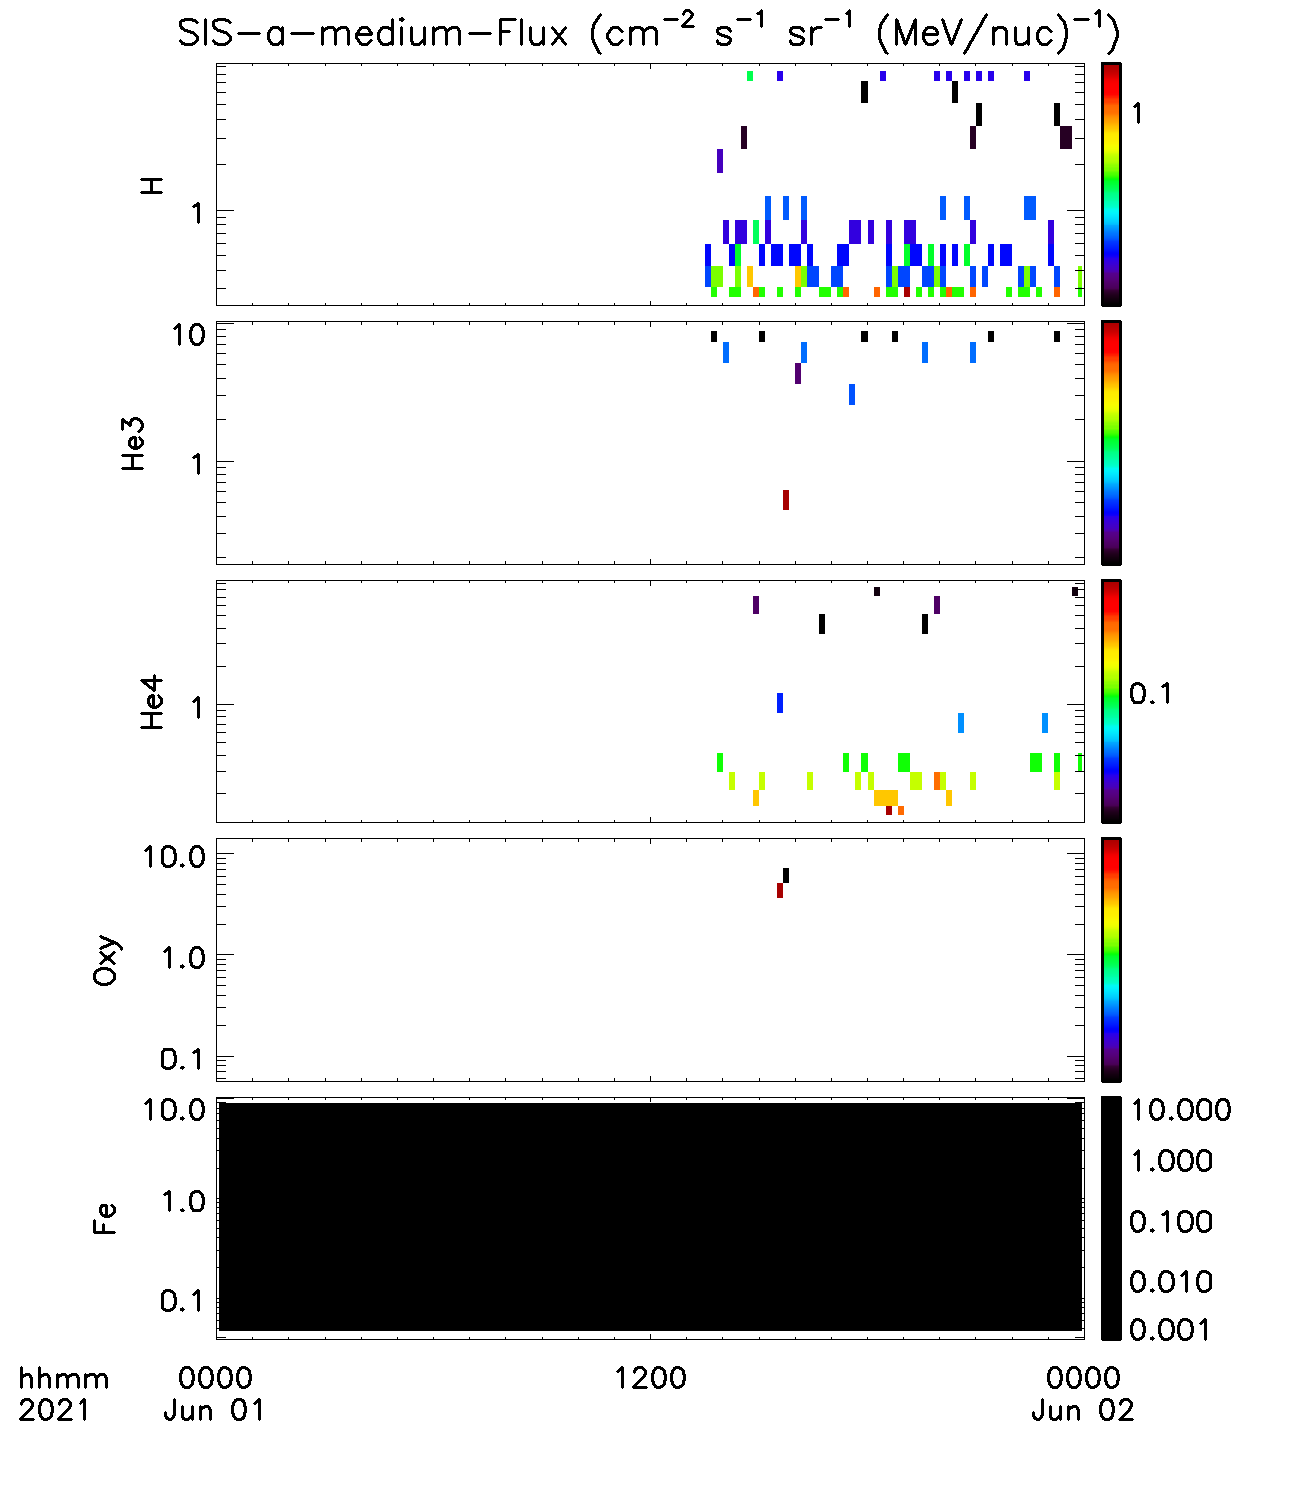 SIS-a-medium-Flux (cm⁻² s⁻¹ sr⁻¹ (MeV/nuc)⁻¹)
H
1
1
He3
10
1
He4
1
0.1
Oxy
10.0
1.0
0.1
Fe
10.0
1.0
0.1
10.000
1.000
0.100
0.010
0.001
hhmm 0000 1200 0000
2021 Jun 01 Jun 02